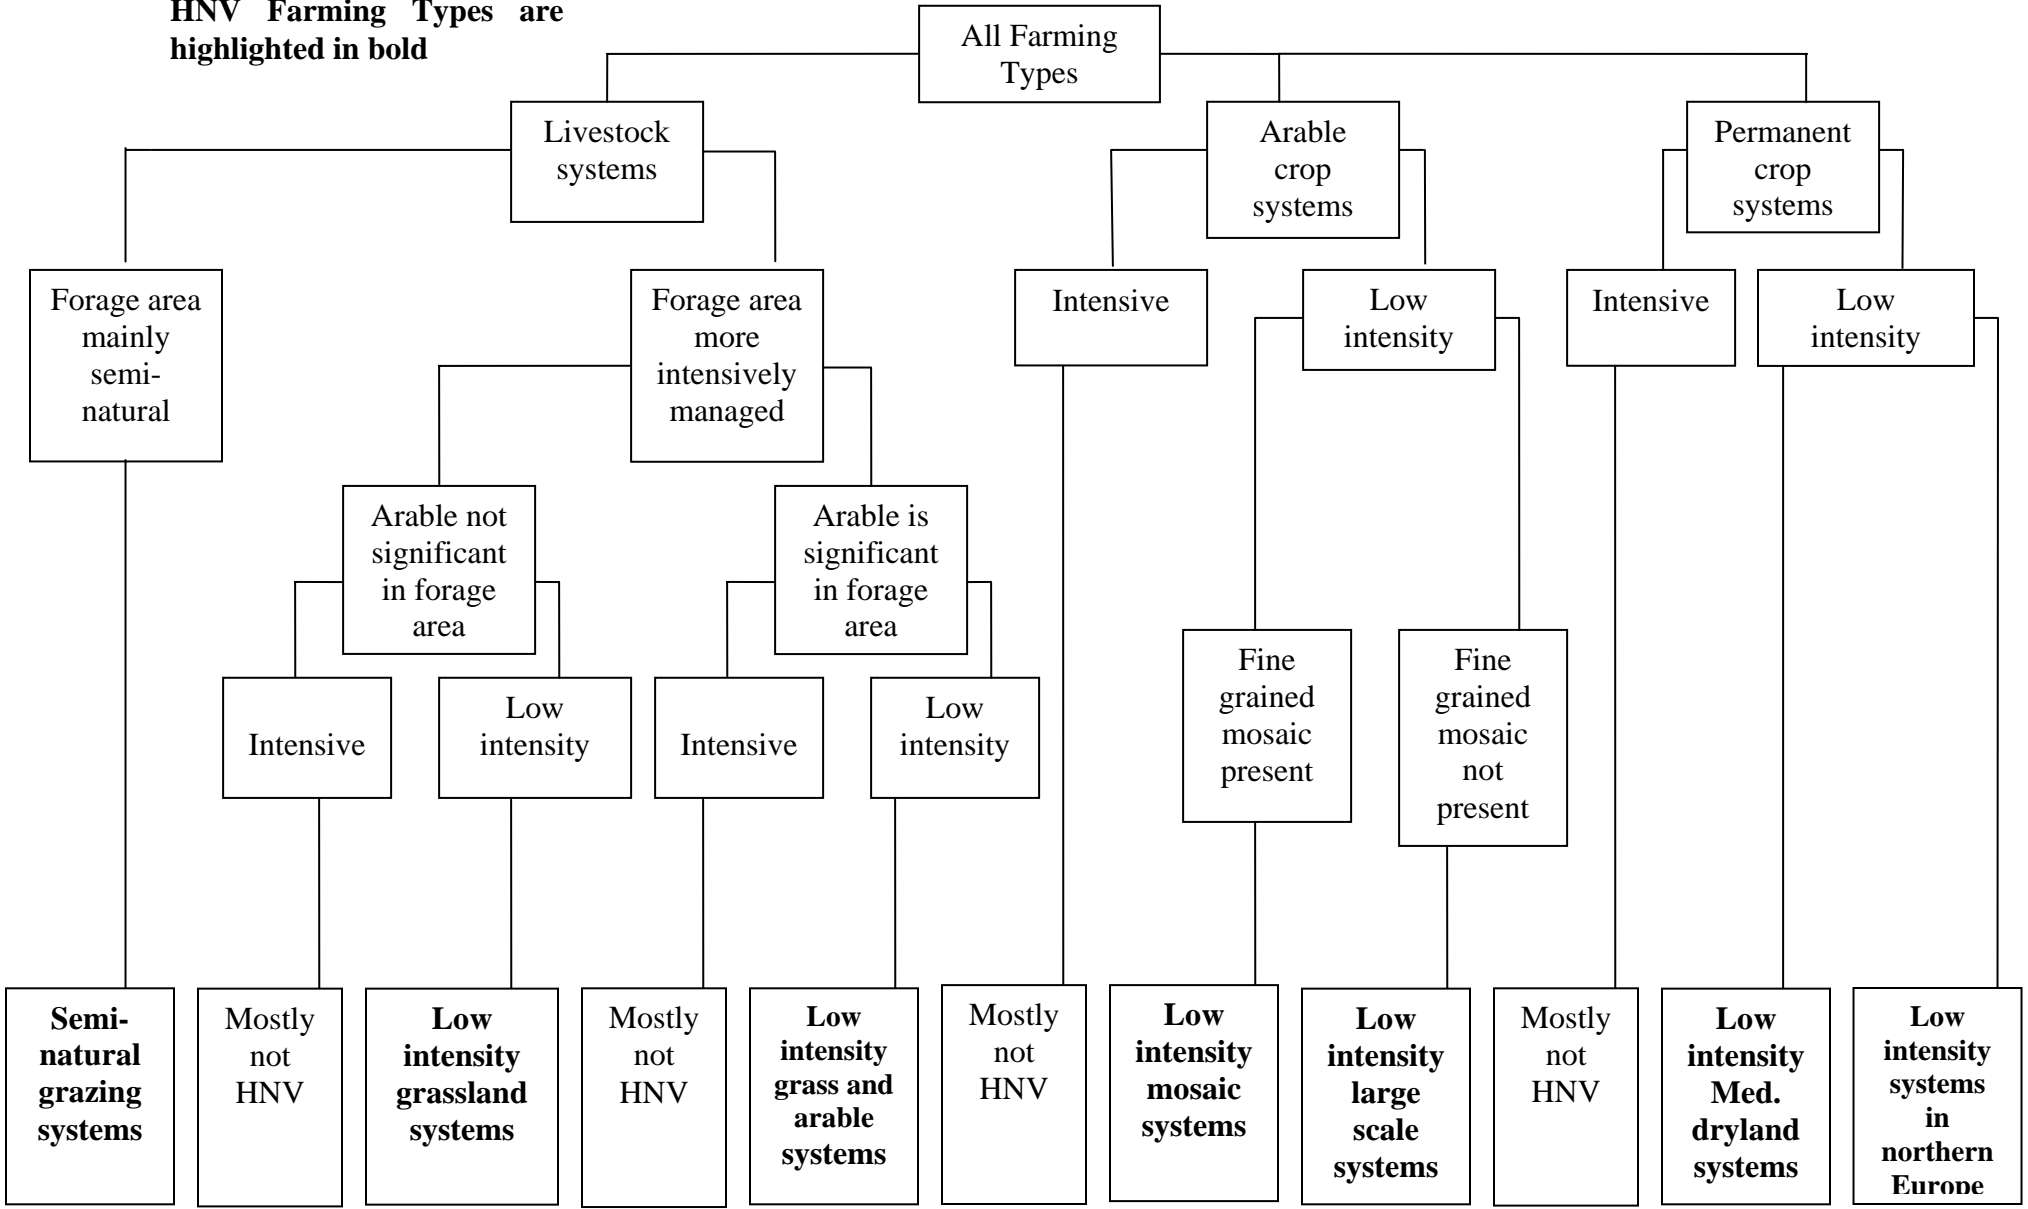 HNV Farming Types are
highlighted in bold
All Farming
Types
Livestock
systems
Arable
crop
systems
Permanent
crop
systems
Forage area
mainly
semi-
natural
Forage area
more
intensively
managed
Intensive
Low
intensity
Intensive
Low
intensity
Arable not
significant
in forage
area
Arable is
significant
in forage
area
Fine
grained
mosaic
present
Fine
grained
mosaic
not
present
Intensive
Low
intensity
Intensive
Low
intensity
Semi-
natural
grazing
systems
Mostly
not
HNV
Low
intensity
grassland
systems
Mostly
not
HNV
Low
intensity
grass and
arable
systems
Mostly
not
HNV
Low
intensity
mosaic
systems
Low
intensity
large
scale
systems
Mostly
not
HNV
Low
intensity
Med.
dryland
systems
Low
intensity
systems
in
northern
Europe